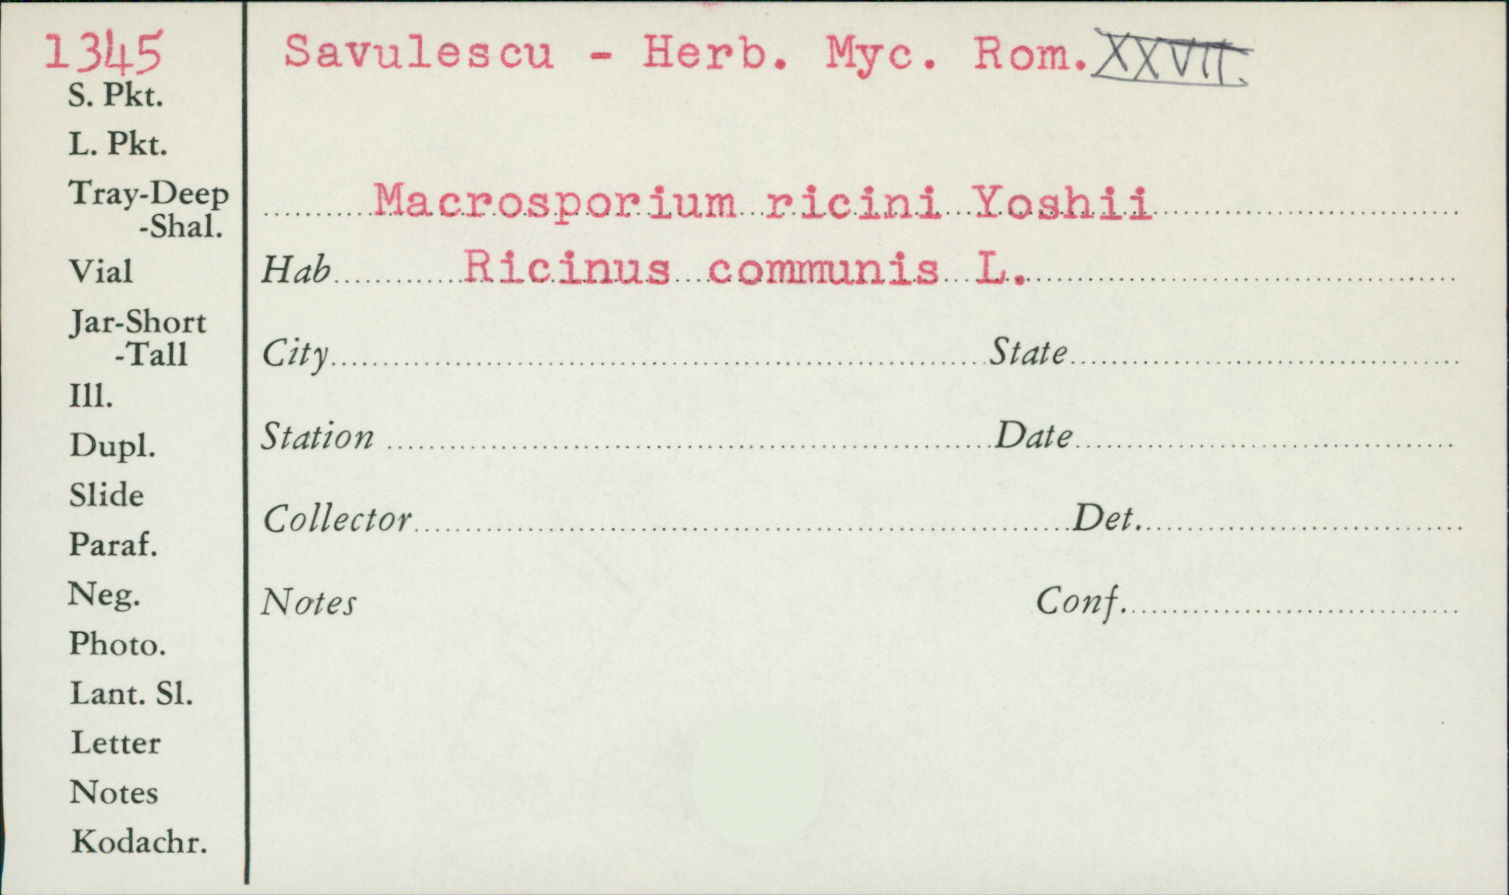 1345
Savulescu - Herb. Myc. Rom. XXVII.
S. Pkt.
L. Pkt.
Tray-Deep
-Shal.
Vial
Jar-Short
-Tall
Ill.
Dupl.
Slide
Paraf.
Neg.
Photo.
Lant. Sl.
Letter
Notes
Kodachr.
Macrosporium ricini Yoshii
Hab Ricinus communis L.
City State
Station Date
Collector Det.
Notes Conf.